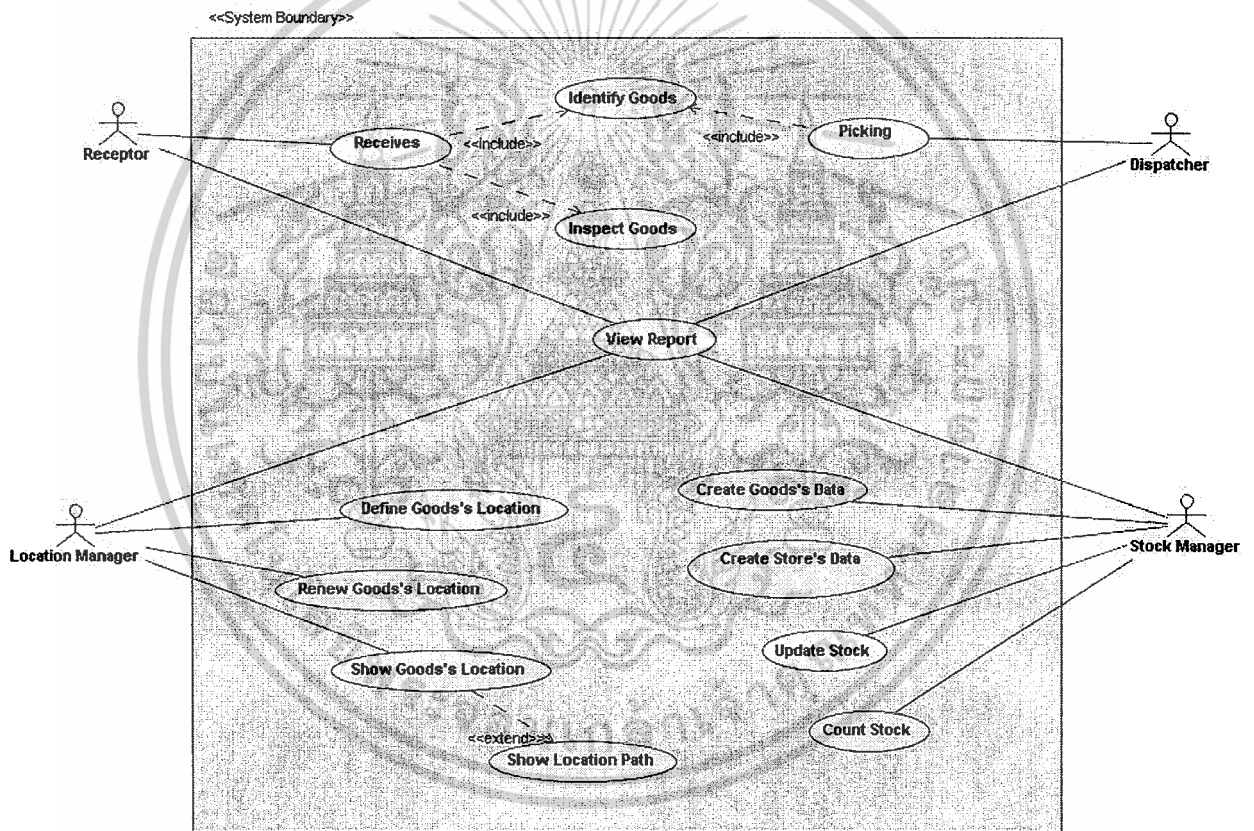 <<System Boundary>>
Identify Goods
Receptor
Receives
<<include>>
<<include>>
Picking
Dispatcher
<<include>>
Inspect Goods
View Report
Location Manager
Define Goods's Location
Create Goods's Data
Stock Manager
Create Store's Data
Renew Goods's Location
Update Stock
Show Goods's Location
Count Stock
<<extend>>
Show Location Path